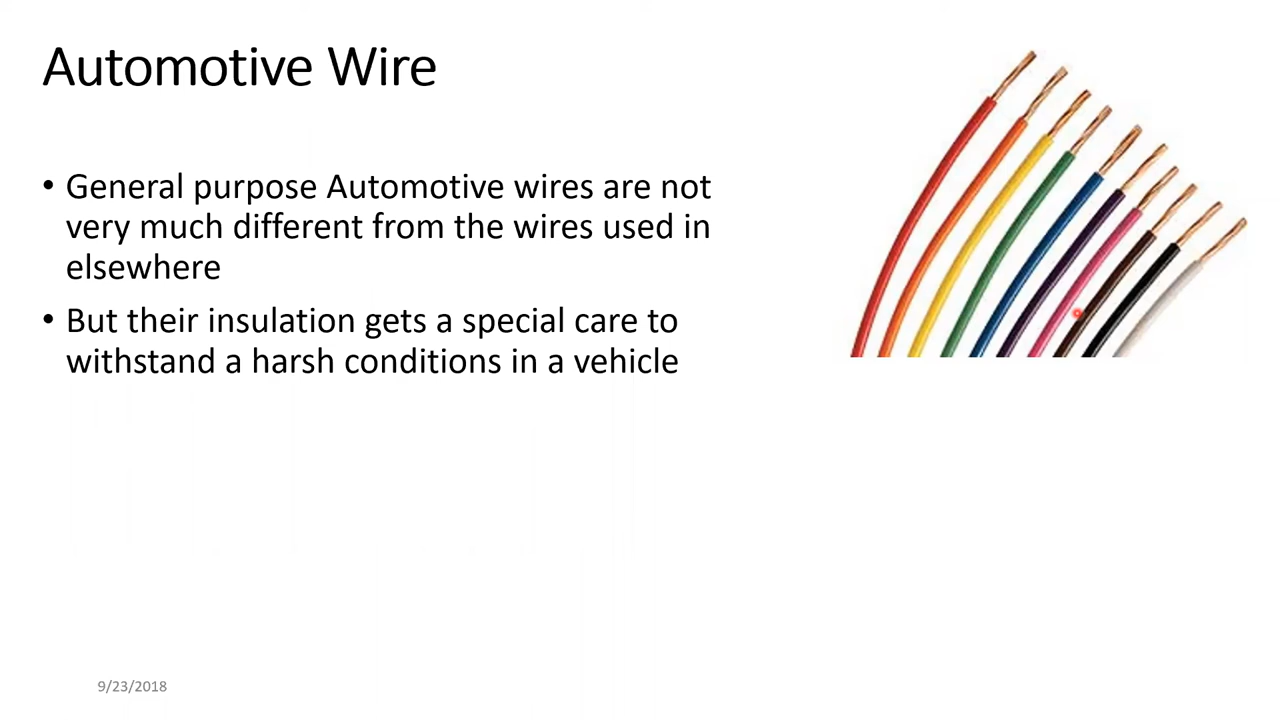 Automotive Wire
• General purpose Automotive wires are not
very much different from the wires used in
elsewhere
• But their insulation gets a special care to
withstand a harsh conditions in a vehicle
9/23/2018